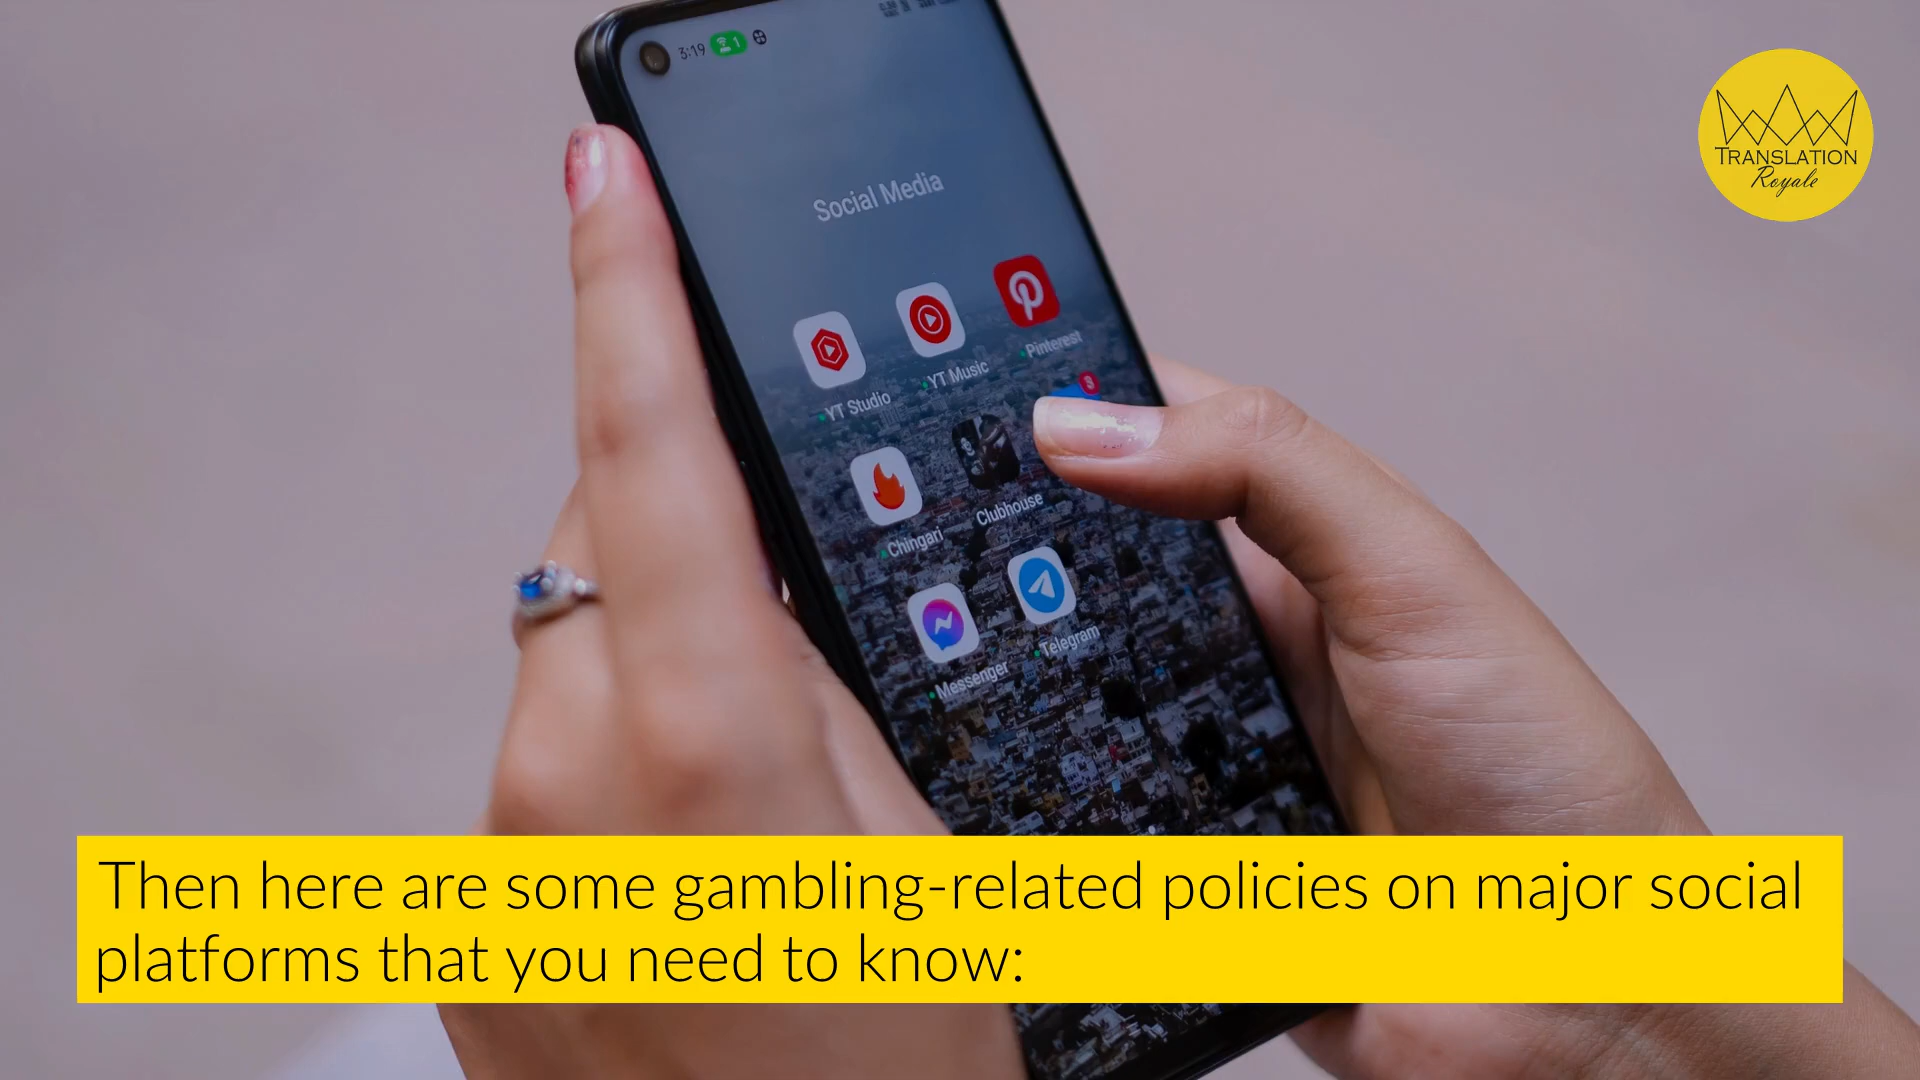 3:19
1
TRANSLATION
Royale
Social Media
YT Studio
YT Music
Pinterest
Chingari
Clubhouse
Messenger
Telegram
Then here are some gambling-related policies on major social
platforms that you need to know: